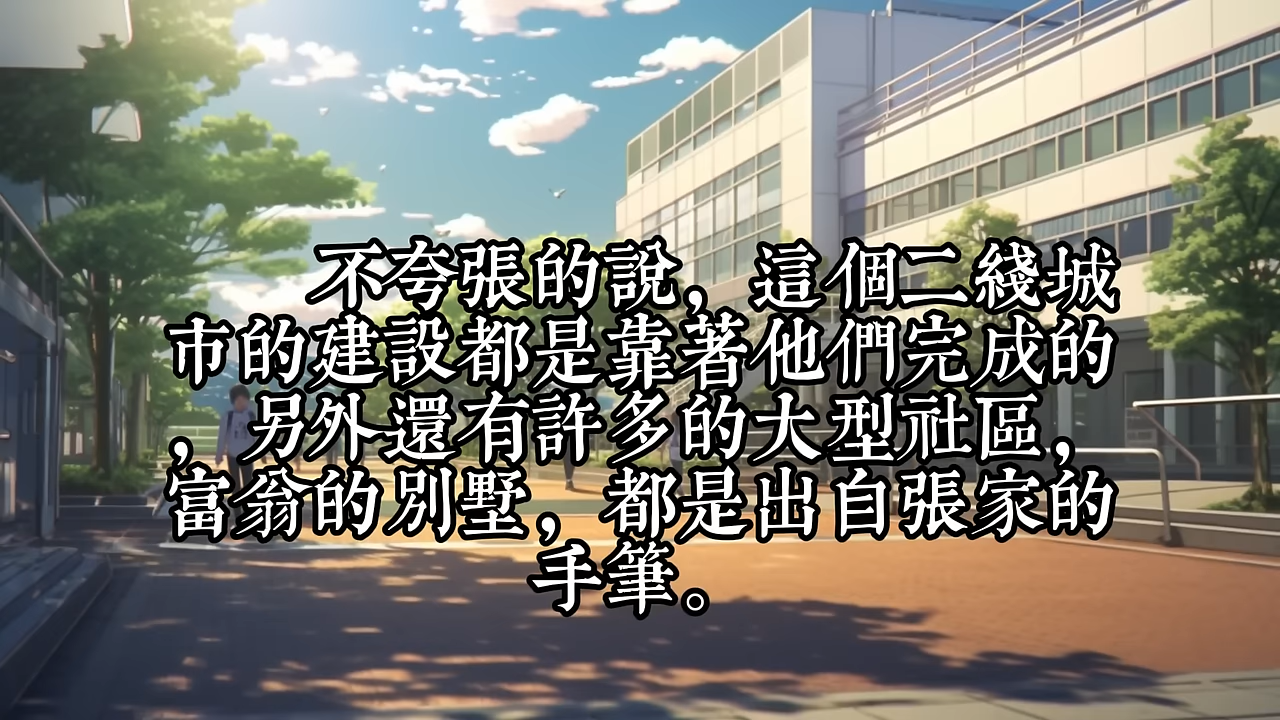 不夸張的說，這個二綫城
市的建設都是靠著他們完成的
，另外還有許多的大型社區，
富翁的別墅，都是出自張家的
手筆。